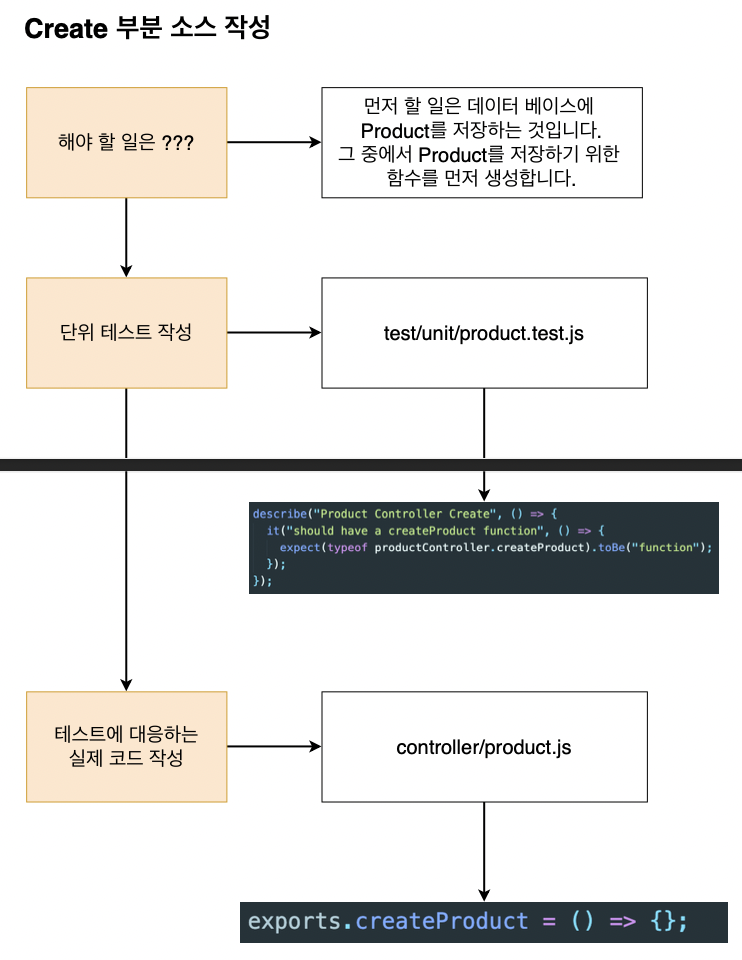 Create 부분 소스 작성
해야 할 일은 ???
먼저 할 일은 데이터 베이스에
Product를 저장하는 것입니다.
그 중에서 Product를 저장하기 위한
함수를 먼저 생성합니다.
단위 테스트 작성
test/unit/product.test.js
describe("Product Controller Create", () => {
  it("should have a createProduct function", () => {
    expect(typeof productController.createProduct).toBe("function");
  });
});
테스트에 대응하는
실제 코드 작성
controller/product.js
exports.createProduct = () => {};